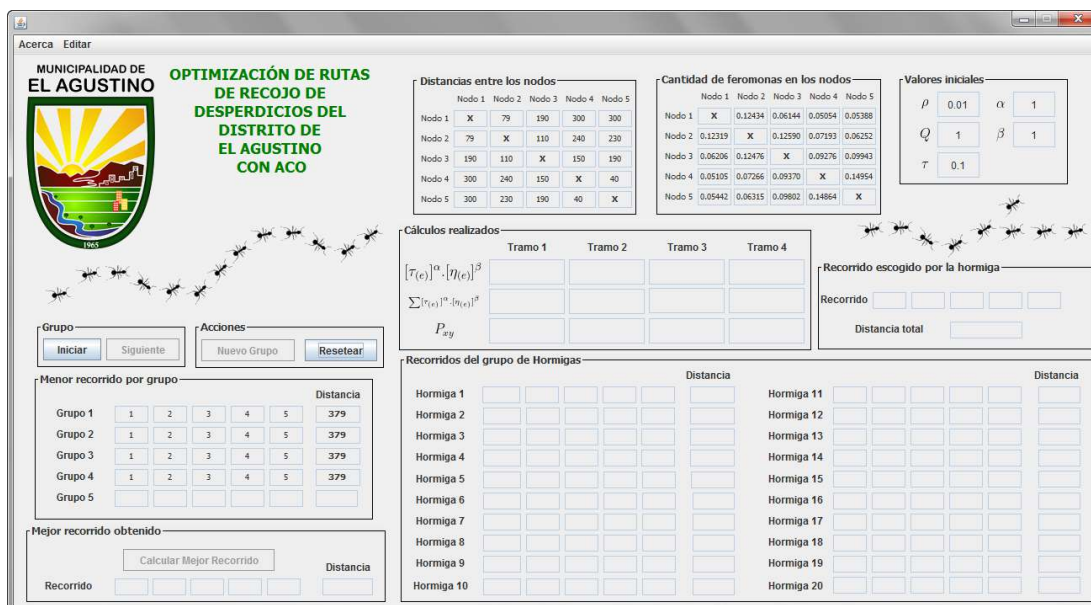 Acerca Editar
MUNICIPALIDAD DE
EL AGUSTINO
1965
OPTIMIZACIÓN DE RUTAS
DE RECOJO DE
DESPERDICIOS DEL
DISTRITO DE
EL AGUSTINO
CON ACO
Distancias entre los nodos
Nodo 1 Nodo 2 Nodo 3 Nodo 4 Nodo 5
Nodo 1 X 79 190 300 300
Nodo 2 79 X 110 240 230
Nodo 3 190 110 X 150 190
Nodo 4 300 240 150 X 40
Nodo 5 300 230 190 40 X
Cantidad de feromonas en los nodos
Nodo 1 Nodo 2 Nodo 3 Nodo 4 Nodo 5
Nodo 1 X 0.12434 0.06144 0.05054 0.05388
Nodo 2 0.12319 X 0.12590 0.07193 0.06252
Nodo 3 0.06206 0.12476 X 0.09276 0.09943
Nodo 4 0.05105 0.07266 0.09370 X 0.14954
Nodo 5 0.05442 0.06315 0.09802 0.14864 X
Valores iniciales
ρ 0.01 α 1
Q 1 β 1
τ 0.1
Cálculos realizados
Tramo 1 Tramo 2 Tramo 3 Tramo 4
[τ(e)]^α.[η(e)]^β
∑[τ(e)]^α.[η(e)]^β
Pxy
Recorrido escogido por la hormiga
Recorrido
Distancia total
Grupo
Iniciar Siguiente
Acciones
Nuevo Grupo Resetear
Menor recorrido por grupo
Distancia
Grupo 1 1 2 3 4 5 379
Grupo 2 1 2 3 4 5 379
Grupo 3 1 2 3 4 5 379
Grupo 4 1 2 3 4 5 379
Grupo 5
Mejor recorrido obtenido
Calcular Mejor Recorrido
Distancia
Recorrido
Recorridos del grupo de Hormigas
Distancia Distancia
Hormiga 1 Hormiga 11
Hormiga 2 Hormiga 12
Hormiga 3 Hormiga 13
Hormiga 4 Hormiga 14
Hormiga 5 Hormiga 15
Hormiga 6 Hormiga 16
Hormiga 7 Hormiga 17
Hormiga 8 Hormiga 18
Hormiga 9 Hormiga 19
Hormiga 10 Hormiga 20